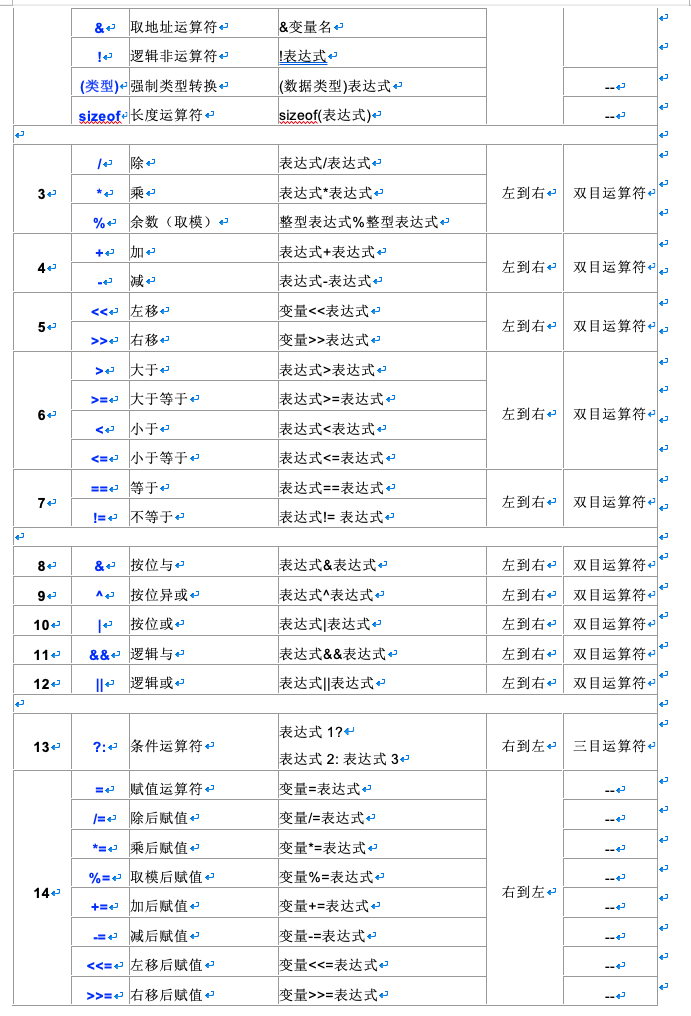 & 取地址运算符 &变量名
! 逻辑非运算符 !表达式
(类型) 强制类型转换 (数据类型)表达式 --
sizeof 长度运算符 sizeof(表达式) --
3 / 除 表达式/表达式 左到右 双目运算符
* 乘 表达式*表达式
% 余数（取模） 整型表达式%整型表达式
4 + 加 表达式+表达式 左到右 双目运算符
- 减 表达式-表达式
5 << 左移 变量<<表达式 左到右 双目运算符
>> 右移 变量>>表达式
6 > 大于 表达式>表达式 左到右 双目运算符
>= 大于等于 表达式>=表达式
< 小于 表达式<表达式
<= 小于等于 表达式<=表达式
7 == 等于 表达式==表达式 左到右 双目运算符
!= 不等于 表达式!= 表达式
8 & 按位与 表达式&表达式 左到右 双目运算符
9 ^ 按位异或 表达式^表达式 左到右 双目运算符
10 | 按位或 表达式|表达式 左到右 双目运算符
11 && 逻辑与 表达式&&表达式 左到右 双目运算符
12 || 逻辑或 表达式||表达式 左到右 双目运算符
13 ?: 条件运算符 表达式 1? 右到左 三目运算符
表达式 2: 表达式 3
14 = 赋值运算符 变量=表达式 右到左 --
/= 除后赋值 变量/=表达式 --
*= 乘后赋值 变量*=表达式 --
%= 取模后赋值 变量%=表达式 --
+= 加后赋值 变量+=表达式 --
-= 减后赋值 变量-=表达式 --
<<= 左移后赋值 变量<<=表达式 --
>>= 右移后赋值 变量>>=表达式 --